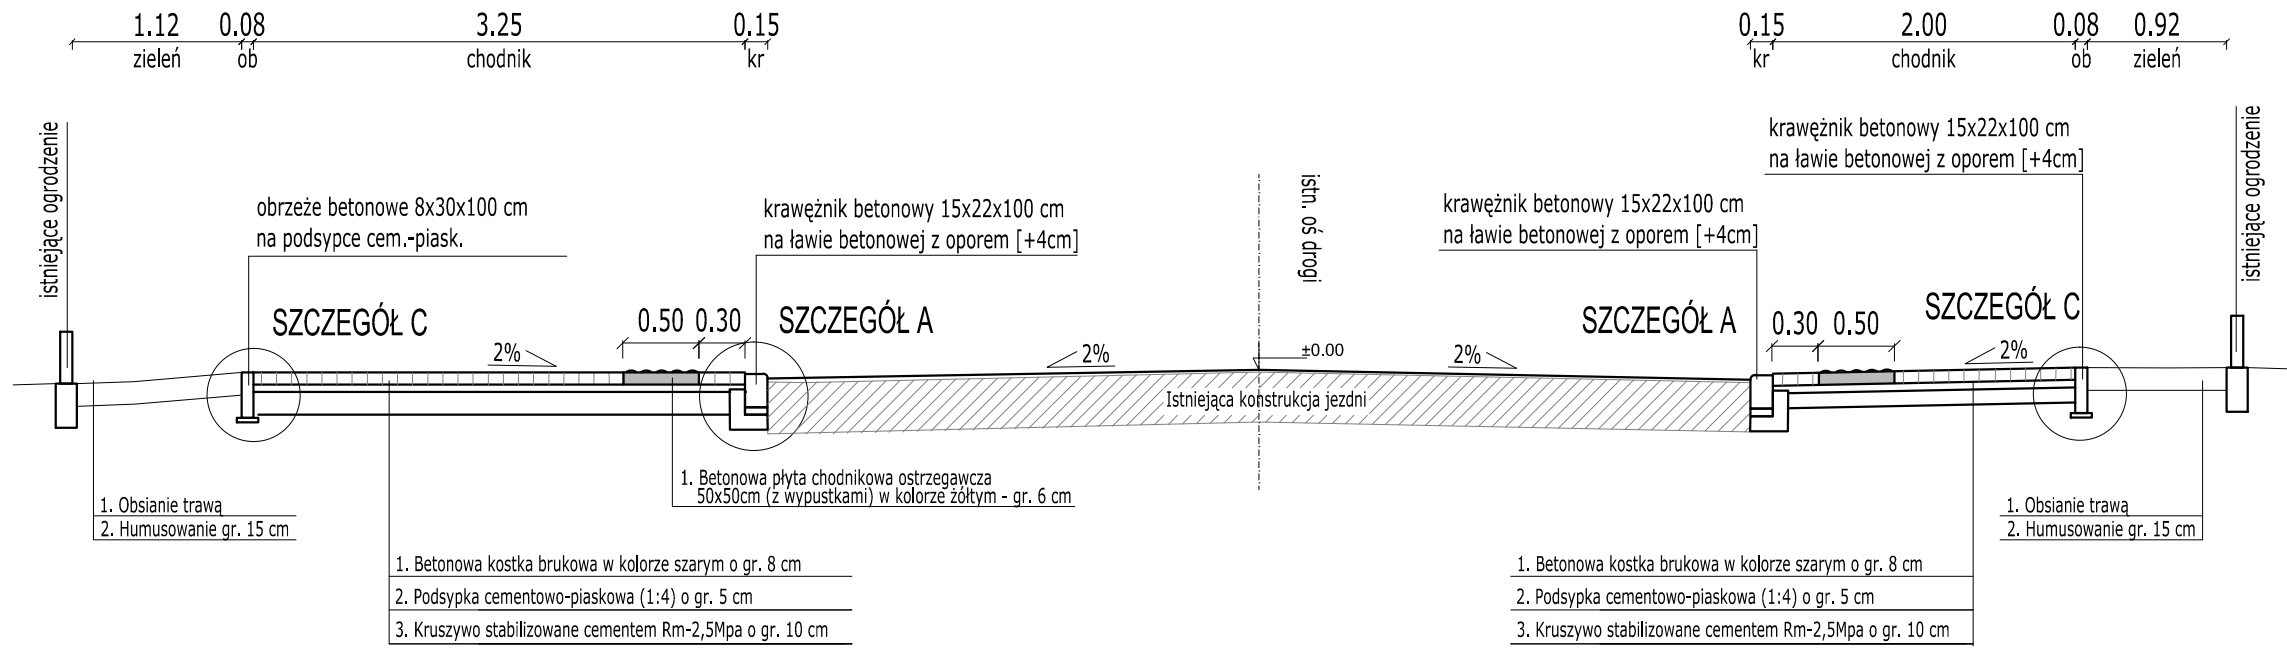 1.12 0.08 3.25 0.15 0.15 2.00 0.08 0.92
zieleń ob chodnik kr kr chodnik ob zieleń
istniejące ogrodzenie
obrzeże betonowe 8x30x100 cm
na podsypce cem.-piask.
krawężnik betonowy 15x22x100 cm
na ławie betonowej z oporem [+4cm]
istn. oś drogi
krawężnik betonowy 15x22x100 cm
na ławie betonowej z oporem [+4cm]
krawężnik betonowy 15x22x100 cm
na ławie betonowej z oporem [+4cm]
istniejące ogrodzenie
SZCZEGÓŁ C 0.50 0.30 SZCZEGÓŁ A SZCZEGÓŁ A 0.30 0.50 SZCZEGÓŁ C
2% 2% ±0.00 2% 2%
Istniejąca konstrukcja jezdni
1. Betonowa płyta chodnikowa ostrzegawcza
50x50cm (z wypustkami) w kolorze żółtym - gr. 6 cm
1. Obsianie trawą
2. Humusowanie gr. 15 cm
1. Obsianie trawą
2. Humusowanie gr. 15 cm
1. Betonowa kostka brukowa w kolorze szarym o gr. 8 cm
2. Podsypka cementowo-piaskowa (1:4) o gr. 5 cm
3. Kruszywo stabilizowane cementem Rm-2,5Mpa o gr. 10 cm
1. Betonowa kostka brukowa w kolorze szarym o gr. 8 cm
2. Podsypka cementowo-piaskowa (1:4) o gr. 5 cm
3. Kruszywo stabilizowane cementem Rm-2,5Mpa o gr. 10 cm